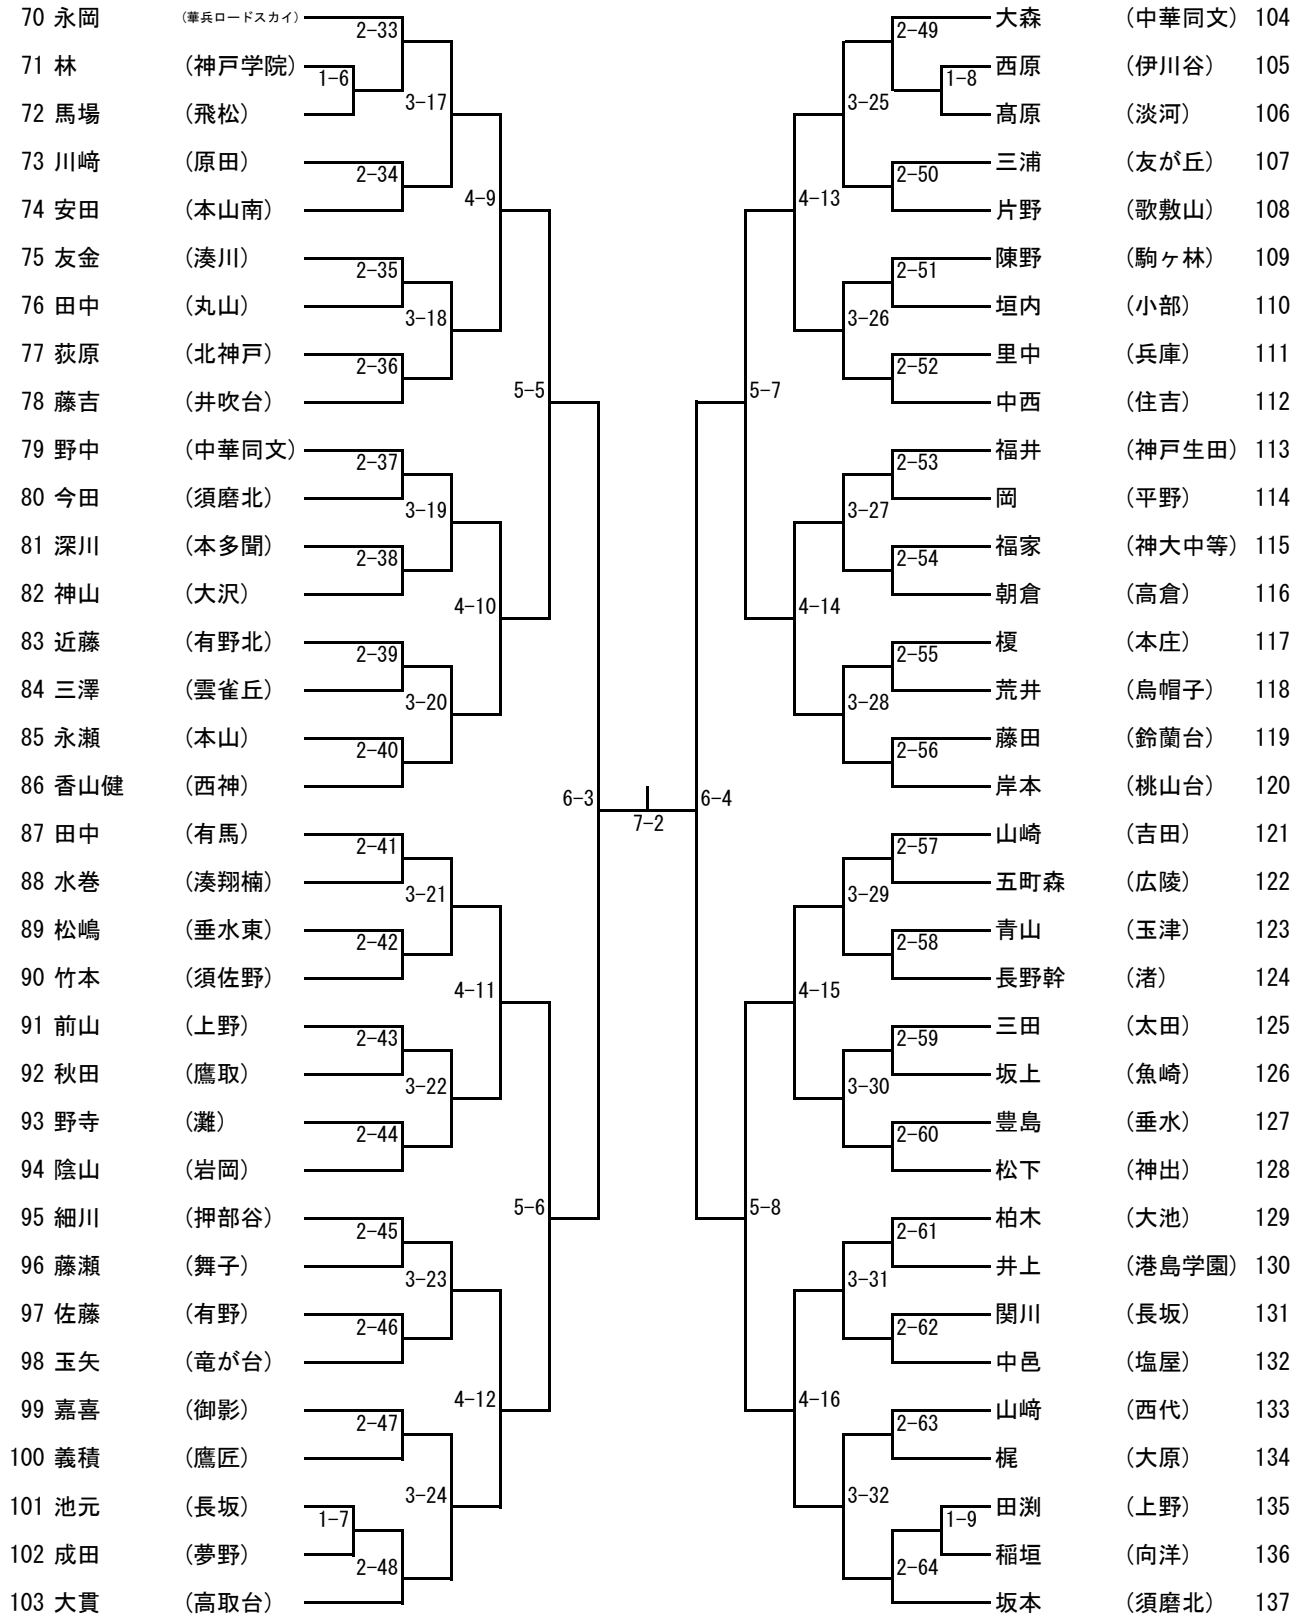 70 永岡 (華兵ロードスカイ) 2-33 2-49 大森 (中華同文) 104
71 林 (神戸学院) 1-6 1-8 西原 (伊川谷) 105
3-17 3-25
72 馬場 (飛松) 髙原 (淡河) 106
73 川﨑 (原田) 2-34 2-50 三浦 (友が丘) 107
4-9 4-13
74 安田 (本山南) 片野 (歌敷山) 108
75 友金 (湊川) 2-35 2-51 陳野 (駒ヶ林) 109
76 田中 (丸山) 3-18 3-26 垣内 (小部) 110
77 荻原 (北神戸) 2-36 2-52 里中 (兵庫) 111
5-5 5-7
78 藤吉 (井吹台) 中西 (住吉) 112
79 野中 (中華同文) 2-37 2-53 福井 (神戸生田) 113
80 今田 (須磨北) 3-19 3-27 岡 (平野) 114
81 深川 (本多聞) 2-38 2-54 福家 (神大中等) 115
82 神山 (大沢) 4-10 4-14 朝倉 (高倉) 116
83 近藤 (有野北) 2-39 2-55 榎 (本庄) 117
84 三澤 (雲雀丘) 3-20 3-28 荒井 (烏帽子) 118
85 永瀬 (本山) 2-40 2-56 藤田 (鈴蘭台) 119
86 香山健 (西神) 6-3 6-4 岸本 (桃山台) 120
7-2
87 田中 (有馬) 2-41 2-57 山崎 (吉田) 121
88 水巻 (湊翔楠) 3-21 3-29 五町森 (広陵) 122
89 松嶋 (垂水東) 2-42 2-58 青山 (玉津) 123
90 竹本 (須佐野) 4-11 4-15 長野幹 (渚) 124
91 前山 (上野) 2-43 2-59 三田 (太田) 125
92 秋田 (鷹取) 3-22 3-30 坂上 (魚崎) 126
93 野寺 (灘) 2-44 2-60 豊島 (垂水) 127
94 陰山 (岩岡) 松下 (神出) 128
5-6 5-8
95 細川 (押部谷) 2-45 2-61 柏木 (大池) 129
96 藤瀬 (舞子) 3-23 3-31 井上 (港島学園) 130
97 佐藤 (有野) 2-46 2-62 関川 (長坂) 131
98 玉矢 (竜が台) 中邑 (塩屋) 132
4-12 4-16
99 嘉喜 (御影) 2-47 2-63 山﨑 (西代) 133
100 義積 (鷹匠) 梶 (大原) 134
3-24 3-32
101 池元 (長坂) 1-7 1-9 田渕 (上野) 135
102 成田 (夢野) 2-48 2-64 稲垣 (向洋) 136
103 大貫 (高取台) 坂本 (須磨北) 137